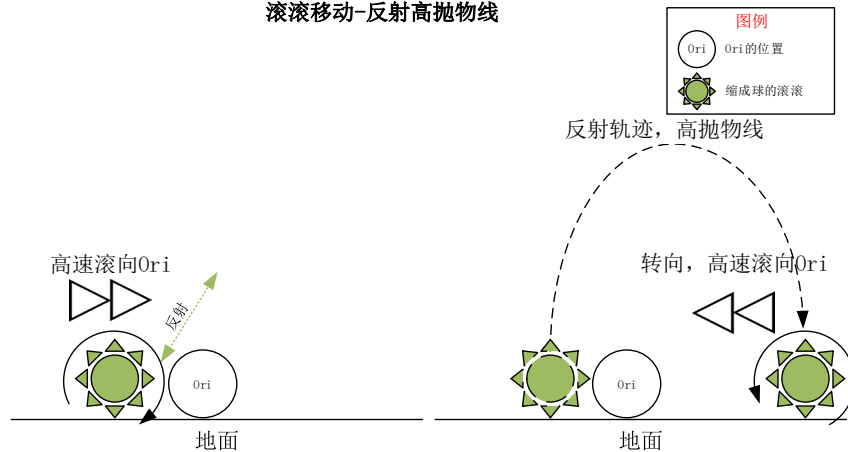 滚滚移动-反射高抛物线
图例
Ori
Ori的位置
缩成球的滚滚
反射轨迹，高抛物线
高速滚向Ori
反射
转向，高速滚向Ori
Ori
Ori
地面
地面